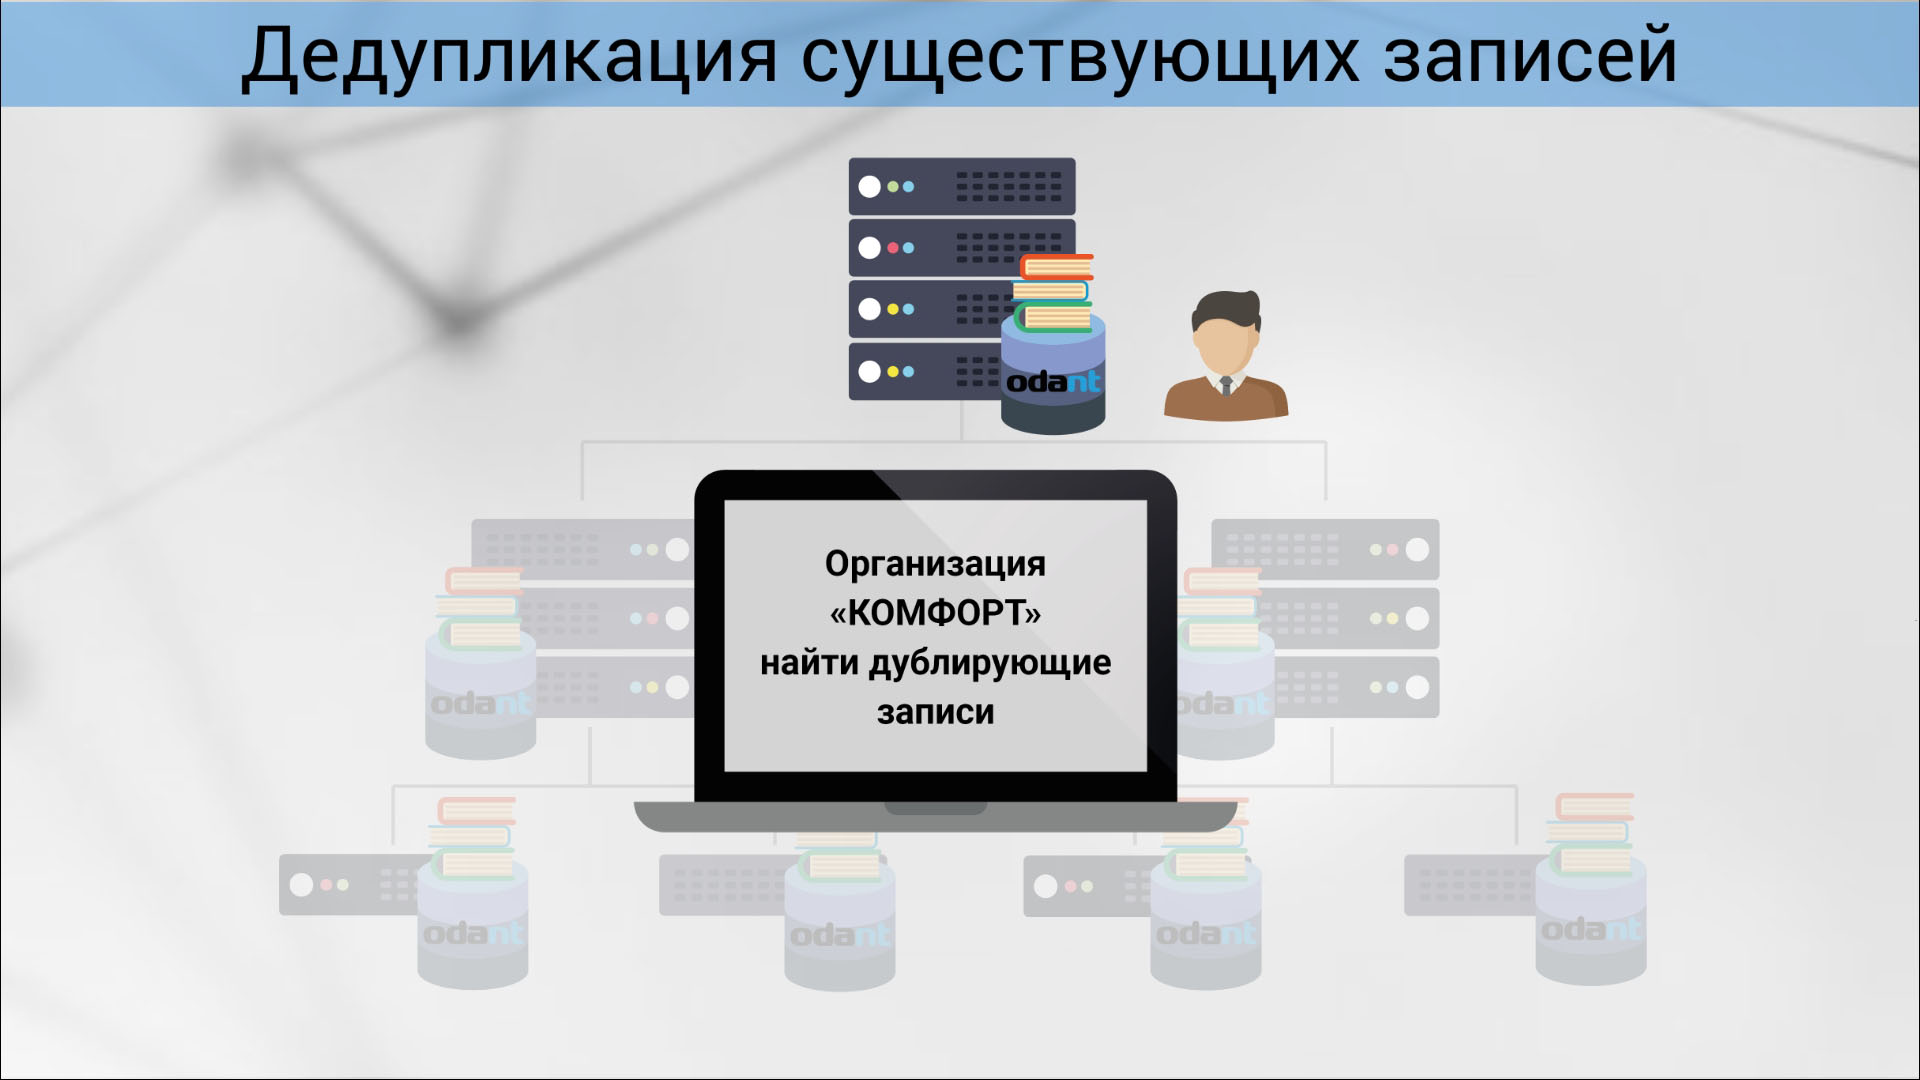 Дедупликация существующих записей
odant
Организация
«КОМФОРТ»
найти дублирующие
записи
odant
odant
odant
odant
odant
odant